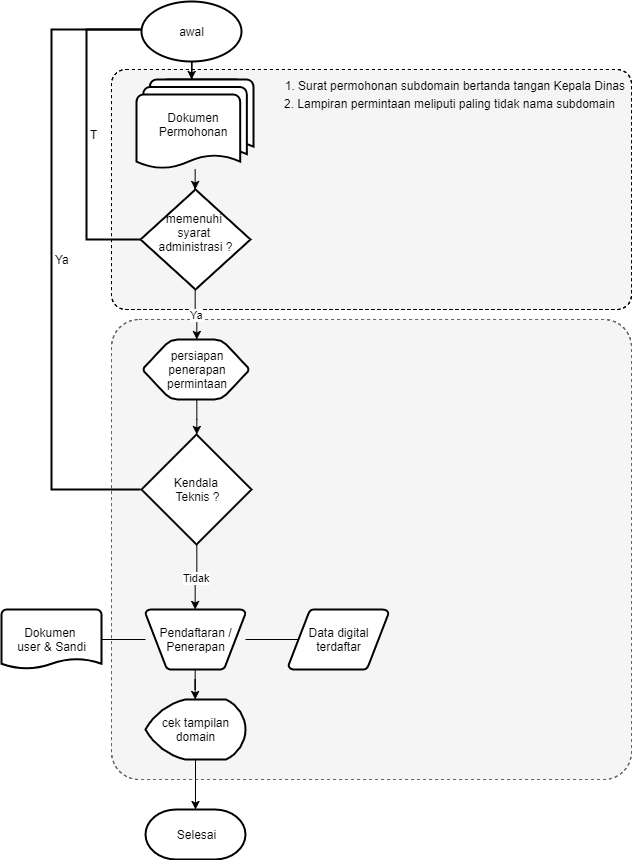 awal
1. Surat permohonan subdomain bertanda tangan Kepala Dinas
2. Lampiran permintaan meliputi paling tidak nama subdomain
Dokumen
Permohonan
T
memenuhi
syarat
administrasi ?
Ya
Ya
persiapan
penerapan
permintaan
Kendala
Teknis ?
Tidak
Dokumen
user & Sandi
Pendaftaran /
Penerapan
Data digital
terdaftar
cek tampilan
domain
Selesai